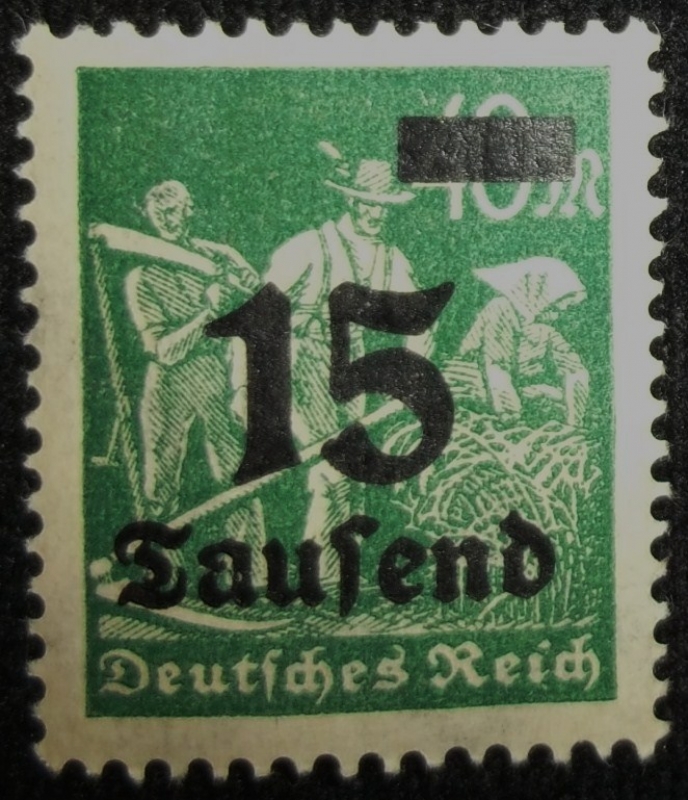 40 M
15
Tauſend
Deutſches Reich